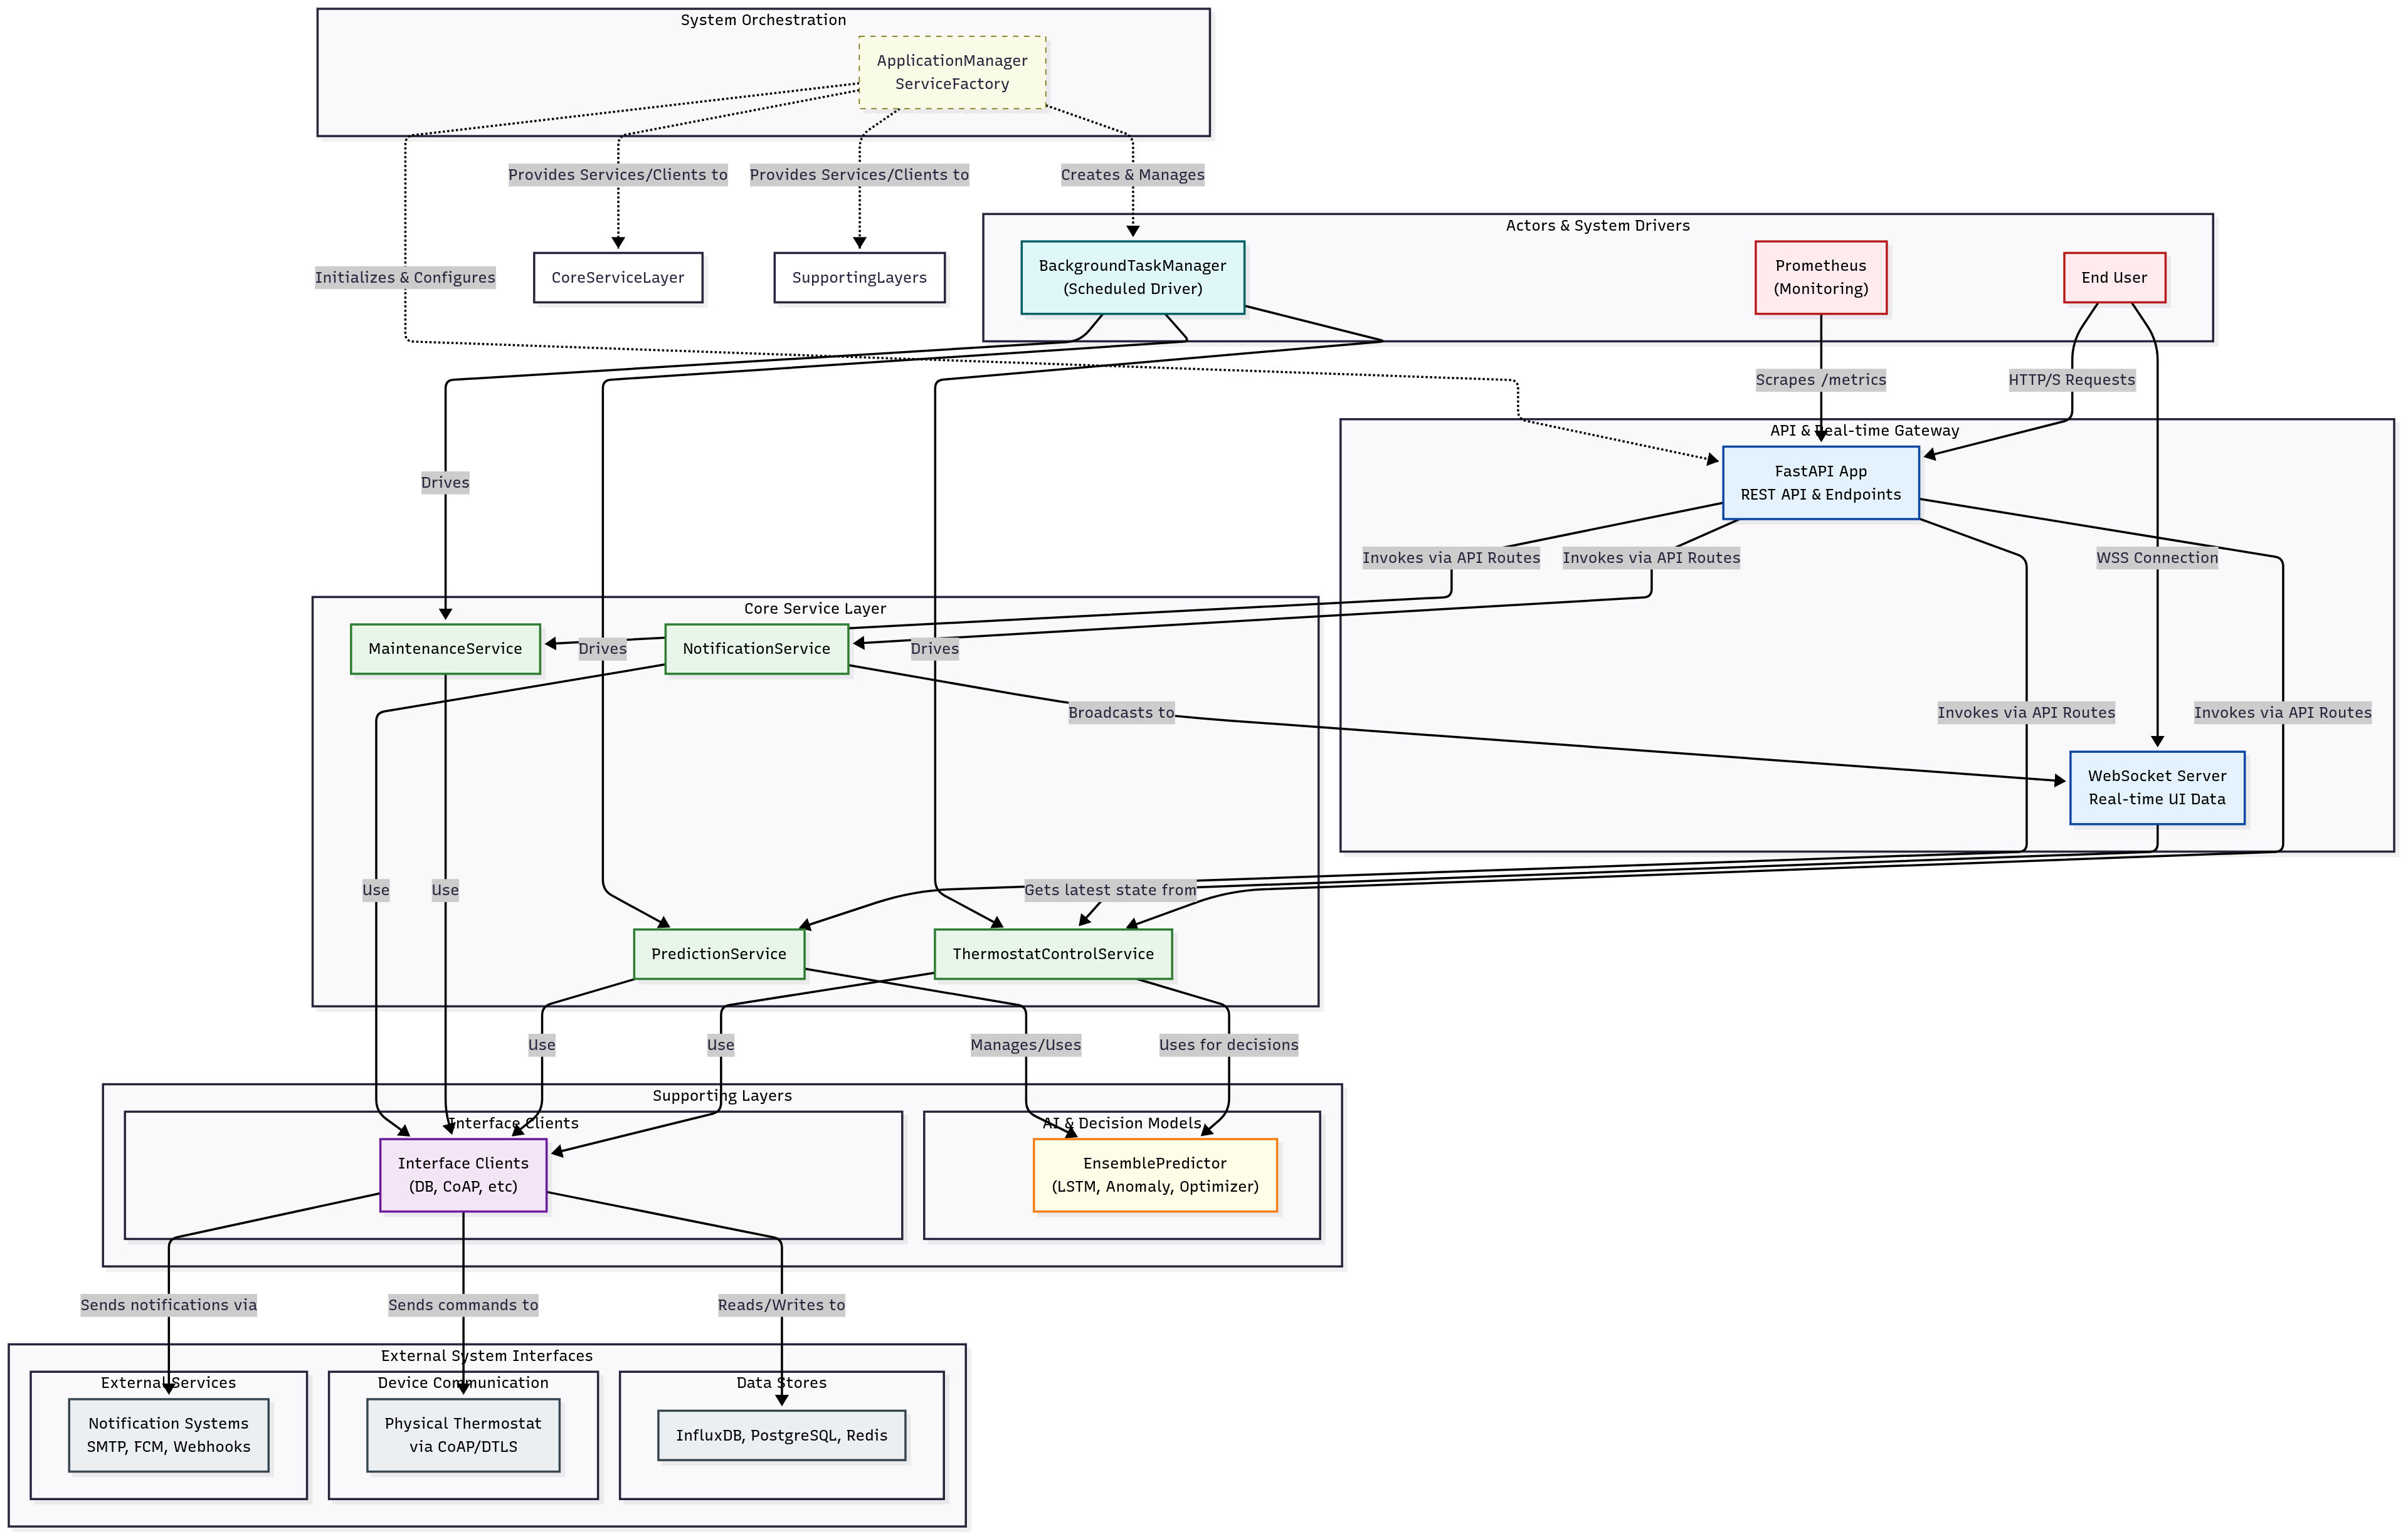 System Orchestration
ApplicationManager
ServiceFactory
Provides Services/Clients to
Provides Services/Clients to
Creates & Manages
Actors & System Drivers
Initializes & Configures
CoreServiceLayer
SupportingLayers
BackgroundTaskManager
(Scheduled Driver)
Prometheus
(Monitoring)
End User
Scrapes /metrics
HTTP/S Requests
API & Real-time Gateway
FastAPI App
REST API & Endpoints
Drives
Invokes via API Routes
Invokes via API Routes
WSS Connection
Core Service Layer
MaintenanceService
Drives
NotificationService
Drives
Broadcasts to
Invokes via API Routes
Invokes via API Routes
WebSocket Server
Real-time UI Data
Use
Use
Gets latest state from
PredictionService
ThermostatControlService
Use
Use
Manages/Uses
Uses for decisions
Supporting Layers
Interface Clients
AI & Decision Models
Interface Clients
(DB, CoAP, etc)
EnsemblePredictor
(LSTM, Anomaly, Optimizer)
Sends notifications via
Sends commands to
Reads/Writes to
External System Interfaces
External Services
Device Communication
Data Stores
Notification Systems
SMTP, FCM, Webhooks
Physical Thermostat
via CoAP/DTLS
InfluxDB, PostgreSQL, Redis